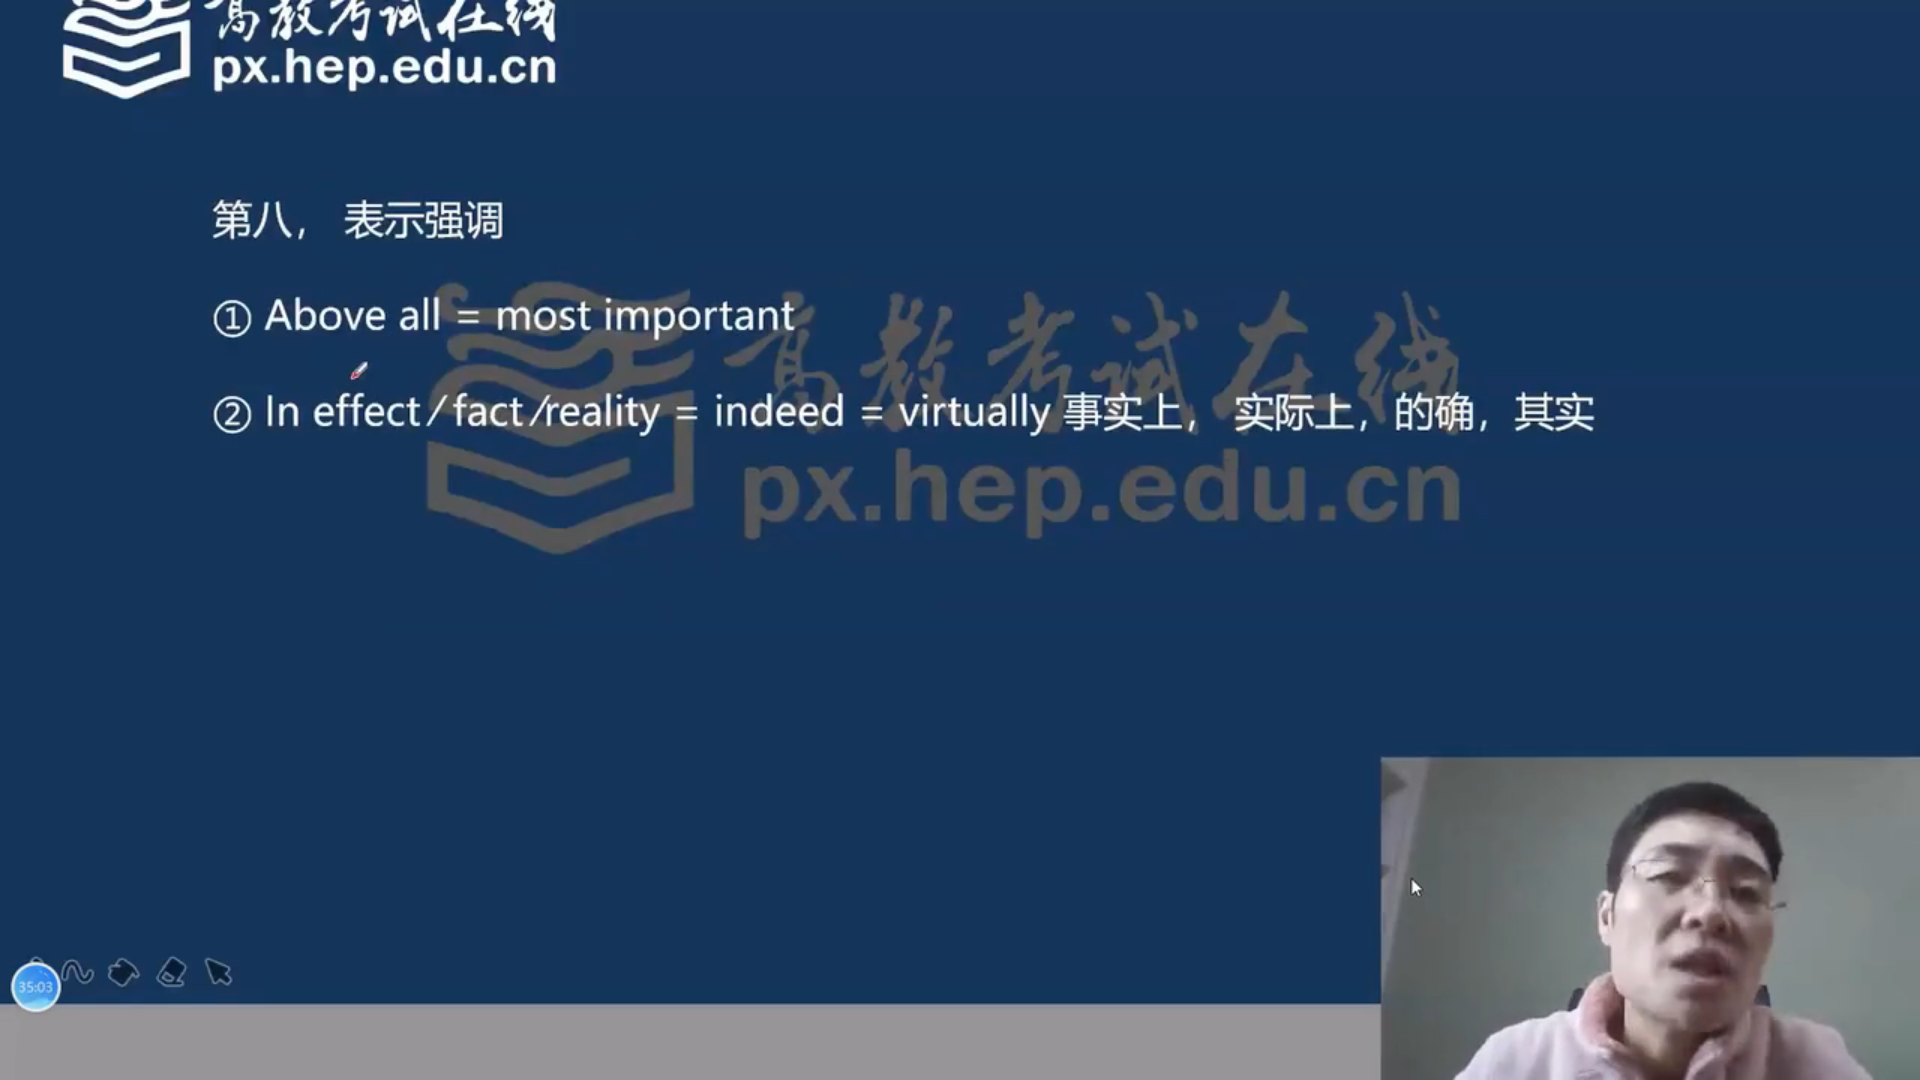 高教考试在线
px.hep.edu.cn
第八， 表示强调
① Above all = most important
② In effect/fact/reality = indeed = virtually 事实上， 实际上，的确，其实
高教考试在线
px.hep.edu.cn
35:03